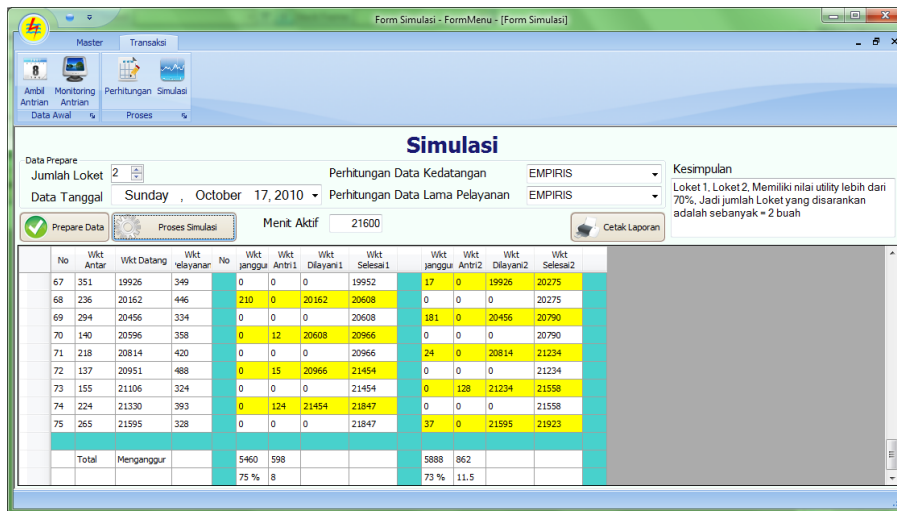 Form Simulasi - FormMenu - [Form Simulasi]
Master Transaksi
8
Ambil Antrian Monitoring Antrian Perhitungan Simulasi
Data Awal Proses
Simulasi
Data Prepare
Jumlah Loket 2 Perhitungan Data Kedatangan EMPIRIS Kesimpulan
Data Tanggal Sunday , October 17, 2010 Perhitungan Data Lama Pelayanan EMPIRIS
Loket 1, Loket 2, Memiliki nilai utility lebih dari
70%, Jadi jumlah Loket yang disarankan
adalah sebanyak = 2 buah
Prepare Data Proses Simulasi Menit Aktif 21600 Cetak Laporan
No Wkt Antar Wkt Datang Wkt elayanan No Wkt janggui Wkt Antri1 Wkt Dilayani1 Wkt Selesai1 Wkt janggui Wkt Antri2 Wkt Dilayani2 Wkt Selesai2
67 351 19926 349 0 0 0 19952 17 0 19926 20275
68 236 20162 446 210 0 20162 20608 0 0 0 20275
69 294 20456 334 0 0 0 20608 181 0 20456 20790
70 140 20596 358 0 12 20608 20966 0 0 0 20790
71 218 20814 420 0 0 0 20966 24 0 20814 21234
72 137 20951 488 0 15 20966 21454 0 0 0 21234
73 155 21106 324 0 0 0 21454 0 128 21234 21558
74 224 21330 393 0 124 21454 21847 0 0 0 21558
75 265 21595 328 0 0 0 21847 37 0 21595 21923
Total Menganggur 5460 598 5888 862
75 % 8 73 % 11.5